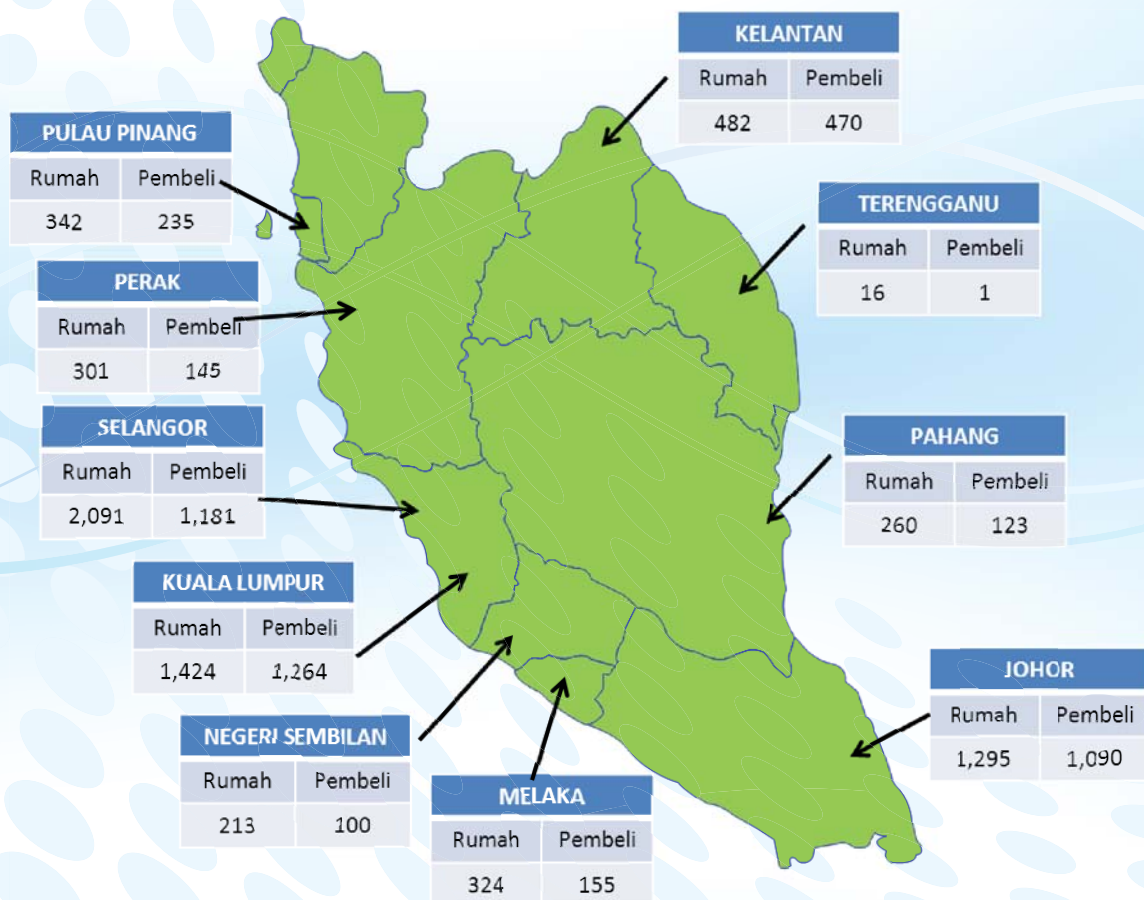 KELANTAN
Rumah Pembeli
482 470
PULAU PINANG
Rumah Pembeli
342 235
TERENGGANU
Rumah Pembeli
16 1
PERAK
Rumah Pembeli
301 145
SELANGOR
Rumah Pembeli
2,091 1,181
PAHANG
Rumah Pembeli
260 123
KUALA LUMPUR
Rumah Pembeli
1,424 1,264
JOHOR
Rumah Pembeli
1,295 1,090
NEGERI SEMBILAN
Rumah Pembeli
213 100
MELAKA
Rumah Pembeli
324 155